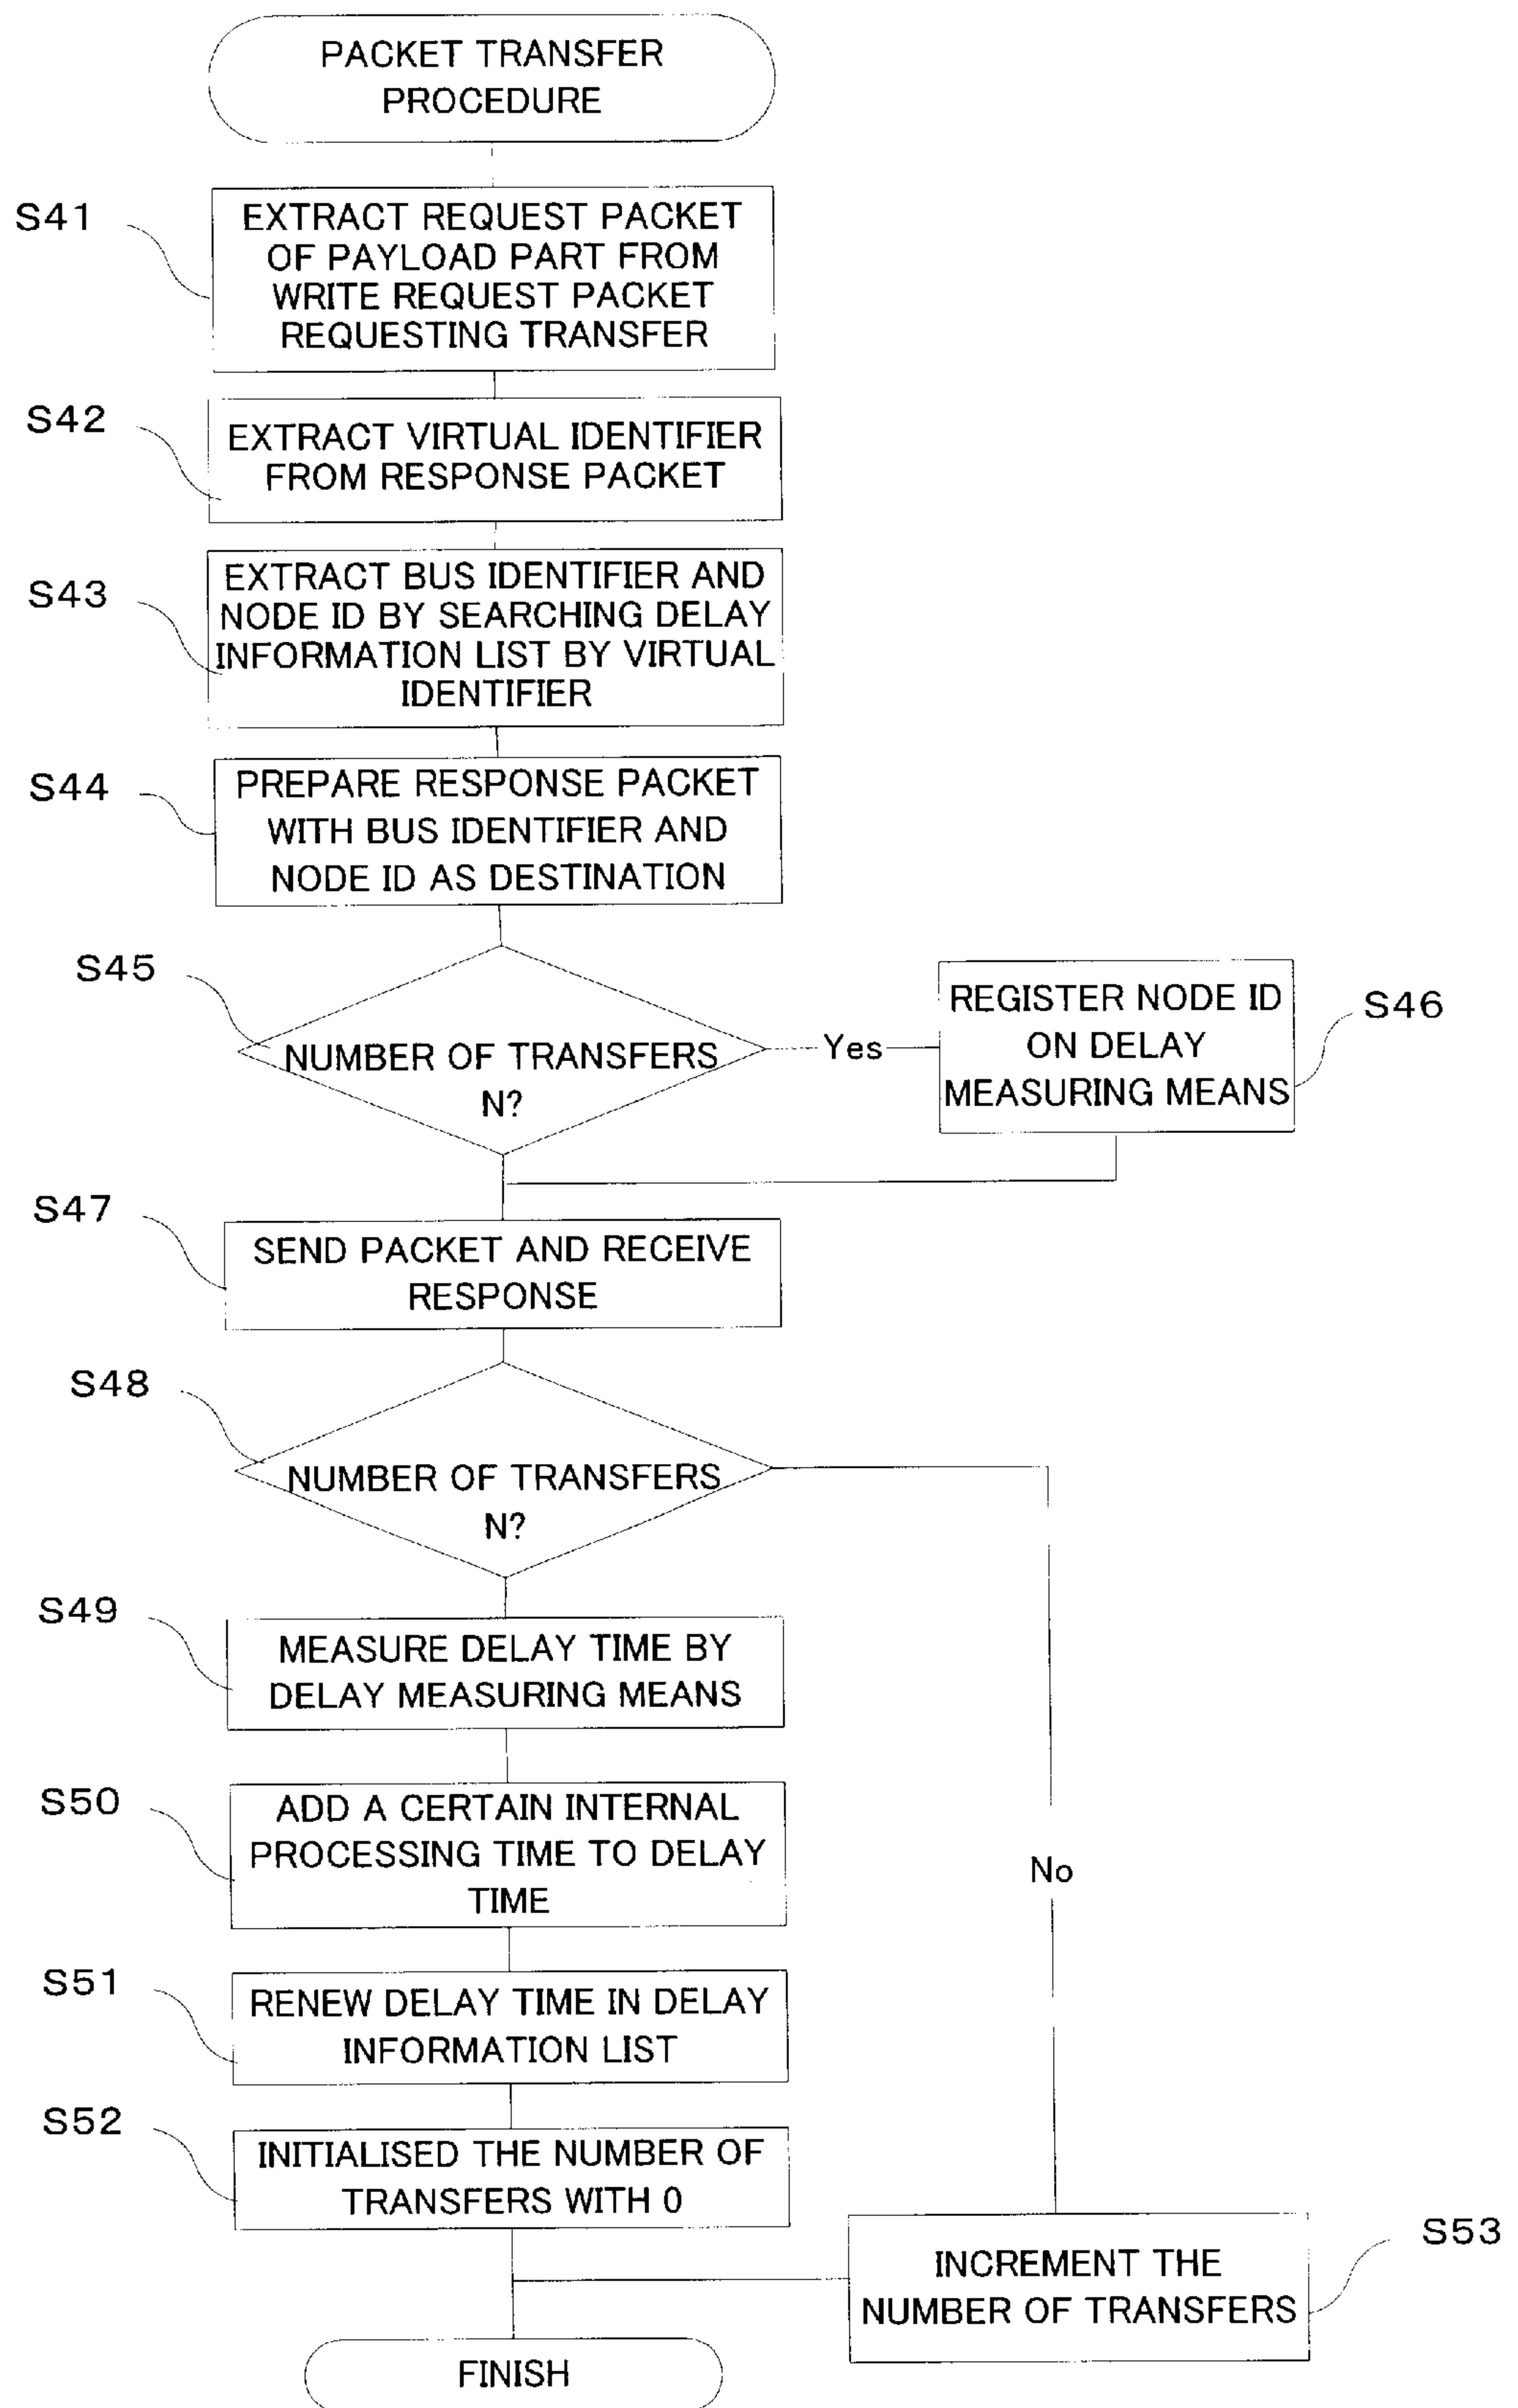 PACKET TRANSFER
PROCEDURE
S41
EXTRACT REQUEST PACKET
OF PAYLOAD PART FROM
WRITE REQUEST PACKET
REQUESTING TRANSFER
S42
EXTRACT VIRTUAL IDENTIFIER
FROM RESPONSE PACKET
S43
EXTRACT BUS IDENTIFIER AND
NODE ID BY SEARCHING DELAY
INFORMATION LIST BY VIRTUAL
IDENTIFIER
S44
PREPARE RESPONSE PACKET
WITH BUS IDENTIFIER AND
NODE ID AS DESTINATION
S45
NUMBER OF TRANSFERS
N?
Yes
REGISTER NODE ID
ON DELAY
MEASURING MEANS
S46
S47
SEND PACKET AND RECEIVE
RESPONSE
S48
NUMBER OF TRANSFERS
N?
S49
MEASURE DELAY TIME BY
DELAY MEASURING MEANS
S50
ADD A CERTAIN INTERNAL
PROCESSING TIME TO DELAY
TIME
No
S51
RENEW DELAY TIME IN DELAY
INFORMATION LIST
S52
INITIALISED THE NUMBER OF
TRANSFERS WITH 0
S53
INCREMENT THE
NUMBER OF TRANSFERS
FINISH